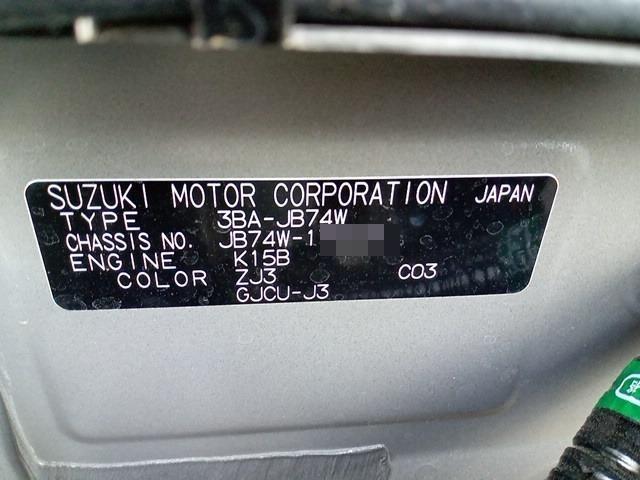 SUZUKI MOTOR CORPORATION JAPAN
TYPE 3BA-JB74W
CHASSIS NO. JB74W-1
ENGINE K15B
COLOR ZJ3 C03
GJCU-J3